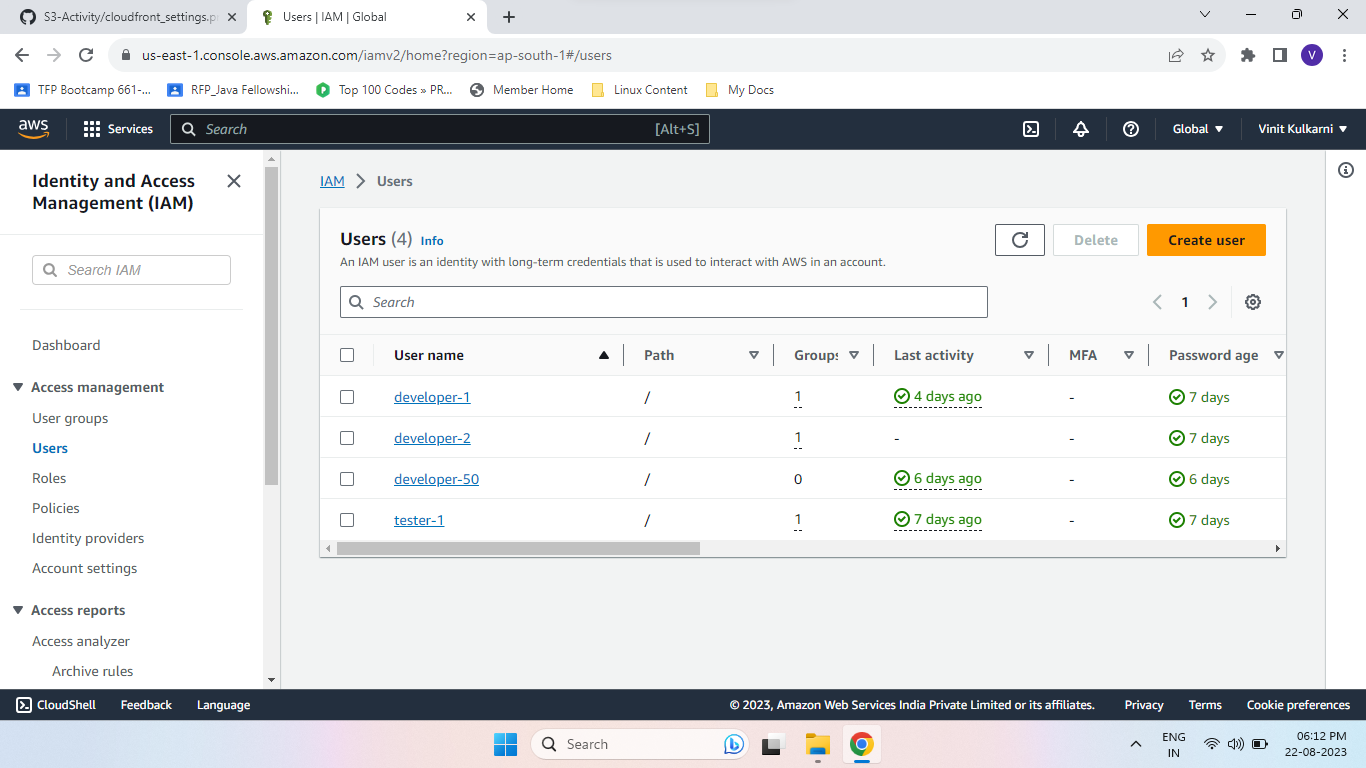 S3-Activity/cloudfront_settings.p
Users | IAM | Global
us-east-1.console.aws.amazon.com/iamv2/home?region=ap-south-1#/users
V
TFP Bootcamp 661-... RFP_Java Fellowshi... Top 100 Codes » PR... Member Home Linux Content My Docs
aws Services Search [Alt+S] Global Vinit Kulkarni
Identity and Access
Management (IAM)
Search IAM
Dashboard
Access management
User groups
Users
Roles
Policies
Identity providers
Account settings
Access reports
Access analyzer
Archive rules
IAM > Users
Users (4) Info
Delete Create user
An IAM user is an identity with long-term credentials that is used to interact with AWS in an account.
Search
1
User name Path Groups Last activity MFA Password age
developer-1 / 1 4 days ago - 7 days
developer-2 / 1 - - 7 days
developer-50 / 0 6 days ago - 6 days
tester-1 / 1 7 days ago - 7 days
CloudShell Feedback Language © 2023, Amazon Web Services India Private Limited or its affiliates. Privacy Terms Cookie preferences
Search
ENG
IN
06:12 PM
22-08-2023